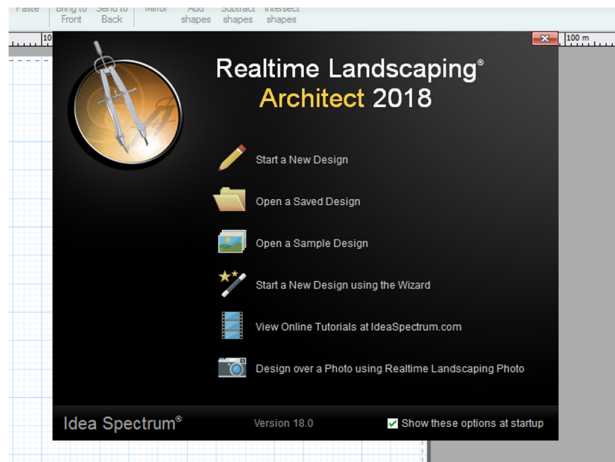 Paste Bring to Send to Mirror Add Subtract Intersect
Front Back shapes shapes shapes
10 100 m
Realtime Landscaping®
Architect 2018
Start a New Design
Open a Saved Design
Open a Sample Design
Start a New Design using the Wizard
View Online Tutorials at IdeaSpectrum.com
Design over a Photo using Realtime Landscaping Photo
Idea Spectrum® Version 18.0 Show these options at startup